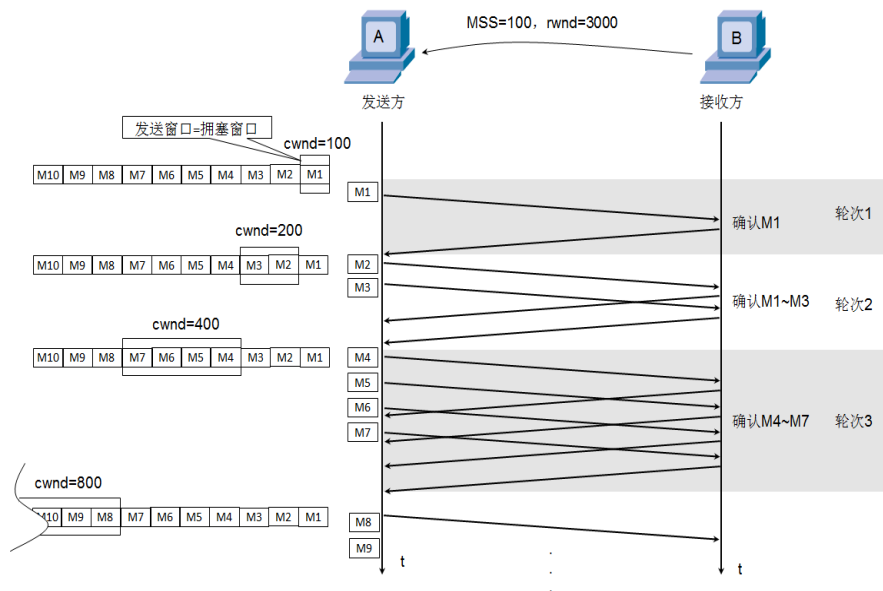 MSS=100，rwnd=3000
A
B
发送方
接收方
发送窗口=拥塞窗口
cwnd=100
M10 M9 M8 M7 M6 M5 M4 M3 M2 M1
M1
确认M1
轮次1
cwnd=200
M10 M9 M8 M7 M6 M5 M4 M3 M2 M1
M2
M3
确认M1~M3
轮次2
cwnd=400
M10 M9 M8 M7 M6 M5 M4 M3 M2 M1
M4
M5
M6
M7
确认M4~M7
轮次3
cwnd=800
M10 M9 M8 M7 M6 M5 M4 M3 M2 M1
M8
M9
t
t